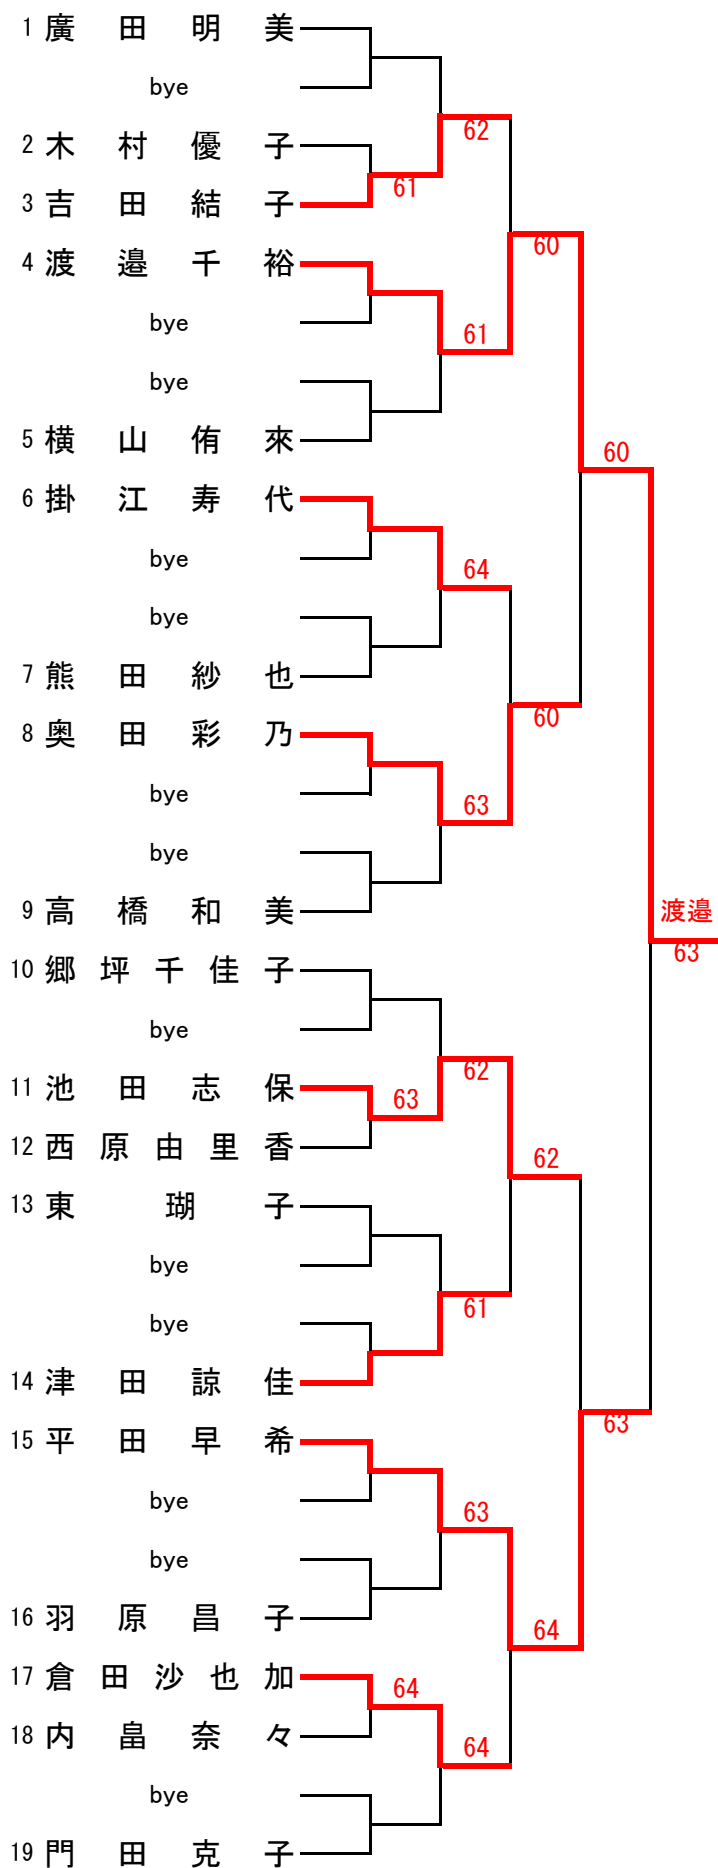 1 廣田明美
bye
62
2 木村優子
61
3 吉田結子
60
4 渡邉千裕
bye
61
bye
5 横山侑來
60
6 掛江寿代
bye
64
bye
7 熊田紗也
60
8 奥田彩乃
bye
63
bye
9 高橋和美
渡邉
63
10 郷坪千佳子
bye
62
11 池田志保
63
12 西原由里香
62
13 東瑚子
bye
61
bye
14 津田諒佳
63
15 平田早希
bye
63
bye
16 羽原昌子
64
17 倉田沙也加
64
18 内畠奈々
64
bye
19 門田克子